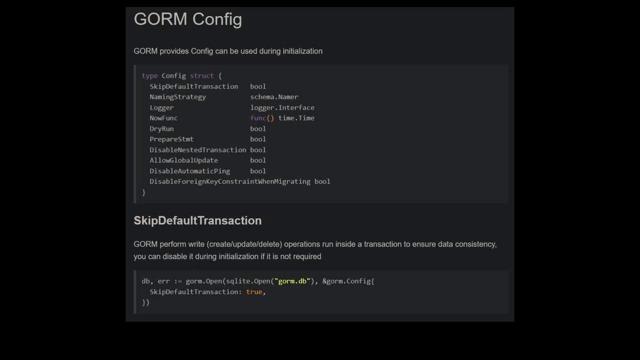 GORM Config
GORM provides Config can be used during initialization
type Config struct {
SkipDefaultTransaction bool
NamingStrategy schema.Namer
Logger logger.Interface
NowFunc func() time.Time
DryRun bool
PrepareStmt bool
DisableNestedTransaction bool
AllowGlobalUpdate bool
DisableAutomaticPing bool
DisableForeignKeyConstraintWhenMigrating bool
}
SkipDefaultTransaction
GORM perform write (create/update/delete) operations run inside a transaction to ensure data consistency,
you can disable it during initialization if it is not required
db, err := gorm.Open(sqlite.Open("gorm.db"), &gorm.Config{
SkipDefaultTransaction: true,
})